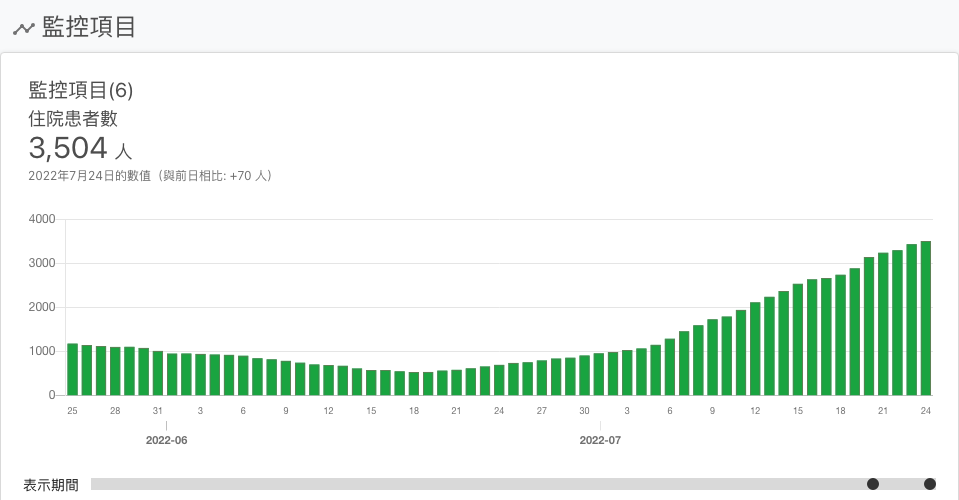 監控項目
監控項目(6)
住院患者數
3,504 人
2022年7月24日的數值（與前日相比: +70 人）
4000
3000
2000
1000
0
25 28 31 3 6 9 12 15 18 21 24 27 30 3 6 9 12 15 18 21 24
2022-06 2022-07
表示期間